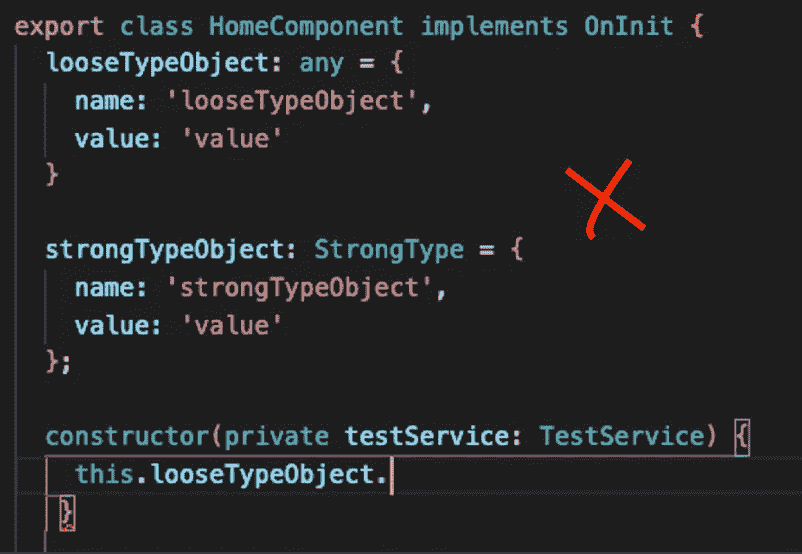 export class HomeComponent implements OnInit {
looseTypeObject: any = {
name: 'looseTypeObject',
value: 'value'
}
strongTypeObject: StrongType = {
name: 'strongTypeObject',
value: 'value'
};
constructor(private testService: TestService) {
this.looseTypeObject.
}